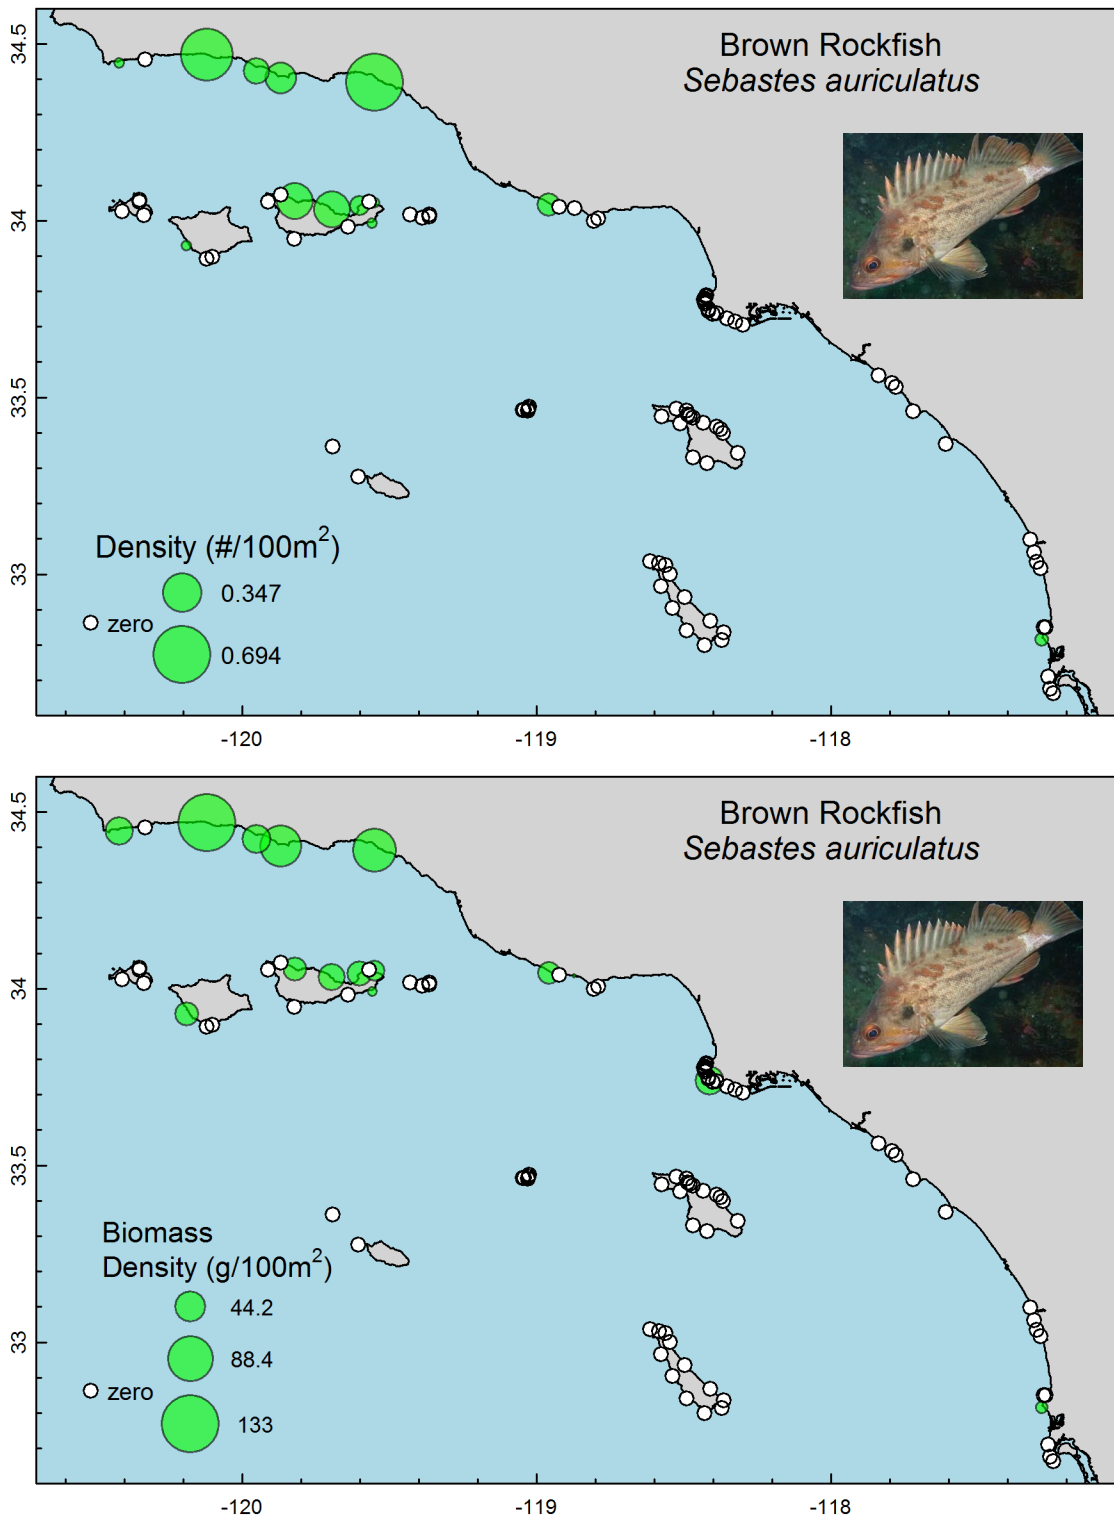 Brown Rockfish
Sebastes auriculatus
34.5
34
33.5
33
Density (#/100m²)
0.347
zero
0.694
-120
-119
-118
Brown Rockfish
Sebastes auriculatus
34.5
34
33.5
33
Biomass
Density (g/100m²)
44.2
88.4
zero
133
-120
-119
-118